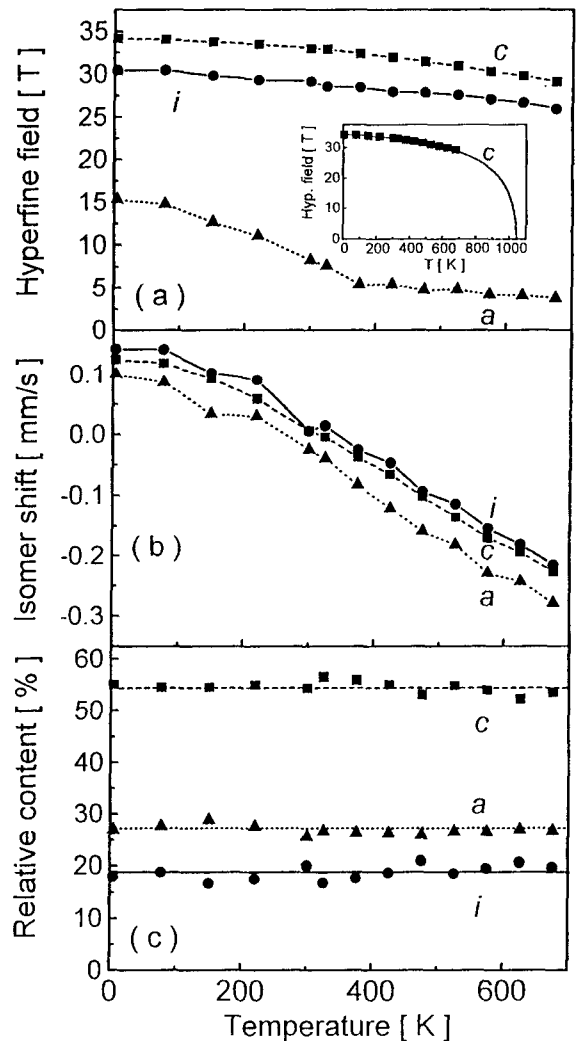 35
30
25
20
15
10
5
0
Hyperfine field [ T ]
c
i
a
( a )
30
20
10
0
Hyp. field [ T ]
c
0 200 400 600 800 1000
T [ K ]
0.1
0.0
-0.1
-0.2
-0.3
Isomer shift [ mm/s ]
i
c
a
( b )
60
50
40
30
20
10
0
Relative content [ % ]
c
a
i
( c )
0 200 400 600
Temperature [ K ]